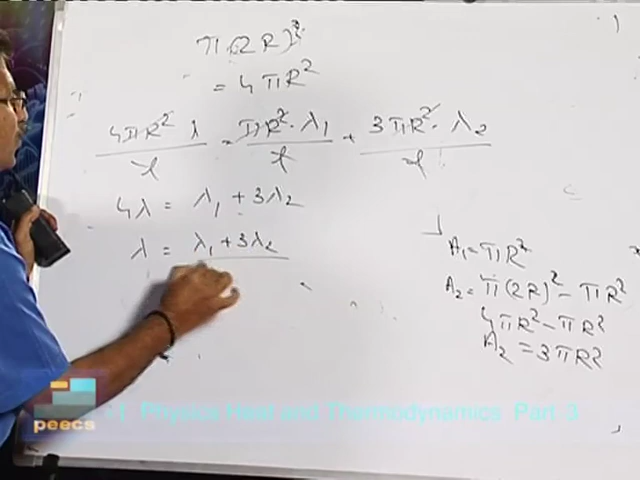 π(2R)²
= 4πR²
4πR² λ / l = πR²·λ₁ / l + 3πR²·λ₂ / l
4λ = λ₁ + 3λ₂
λ = λ₁ + 3λ₂
A₁ = πR²
A₂ = π(2R)² − πR²
4πR² − πR²
A₂ = 3πR²
Physics Heat and Thermodynamics Part 3
peecs